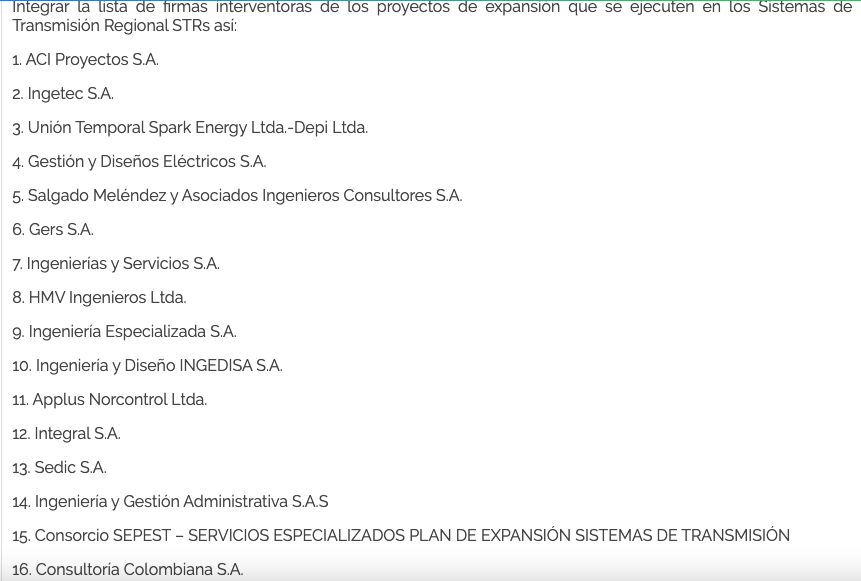 Integrar la lista de firmas interventoras de los proyectos de expansión que se ejecuten en los Sistemas de
Transmisión Regional STRs así:
1. ACI Proyectos S.A.
2. Ingetec S.A.
3. Unión Temporal Spark Energy Ltda.-Depi Ltda.
4. Gestión y Diseños Eléctricos S.A.
5. Salgado Meléndez y Asociados Ingenieros Consultores S.A.
6. Gers S.A.
7. Ingenierías y Servicios S.A.
8. HMV Ingenieros Ltda.
9. Ingeniería Especializada S.A.
10. Ingeniería y Diseño INGEDISA S.A.
11. Applus Norcontrol Ltda.
12. Integral S.A.
13. Sedic S.A.
14. Ingeniería y Gestión Administrativa S.A.S
15. Consorcio SEPEST – SERVICIOS ESPECIALIZADOS PLAN DE EXPANSIÓN SISTEMAS DE TRANSMISIÓN
16. Consultoría Colombiana S.A.